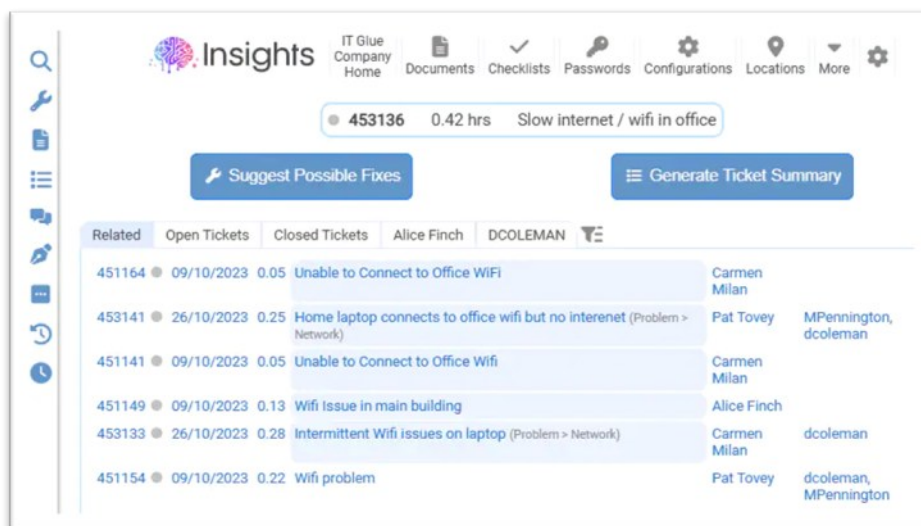 Insights
IT Glue
Company
Home
Documents
Checklists
Passwords
Configurations
Locations
More
453136 0.42 hrs Slow internet / wifi in office
Suggest Possible Fixes
Generate Ticket Summary
Related Open Tickets Closed Tickets Alice Finch DCOLEMAN
451164 09/10/2023 0.05 Unable to Connect to Office WiFi Carmen
Milan
453141 26/10/2023 0.25 Home laptop connects to office wifi but no interenet (Problem > Pat Tovey MPennington,
Network) dcoleman
451141 09/10/2023 0.05 Unable to Connect to Office Wifi Carmen
Milan
451149 09/10/2023 0.13 Wifi Issue in main building Alice Finch
453133 26/10/2023 0.28 Intermittent Wifi issues on laptop (Problem > Network) Carmen dcoleman
Milan
451154 09/10/2023 0.22 Wifi problem Pat Tovey dcoleman,
MPennington